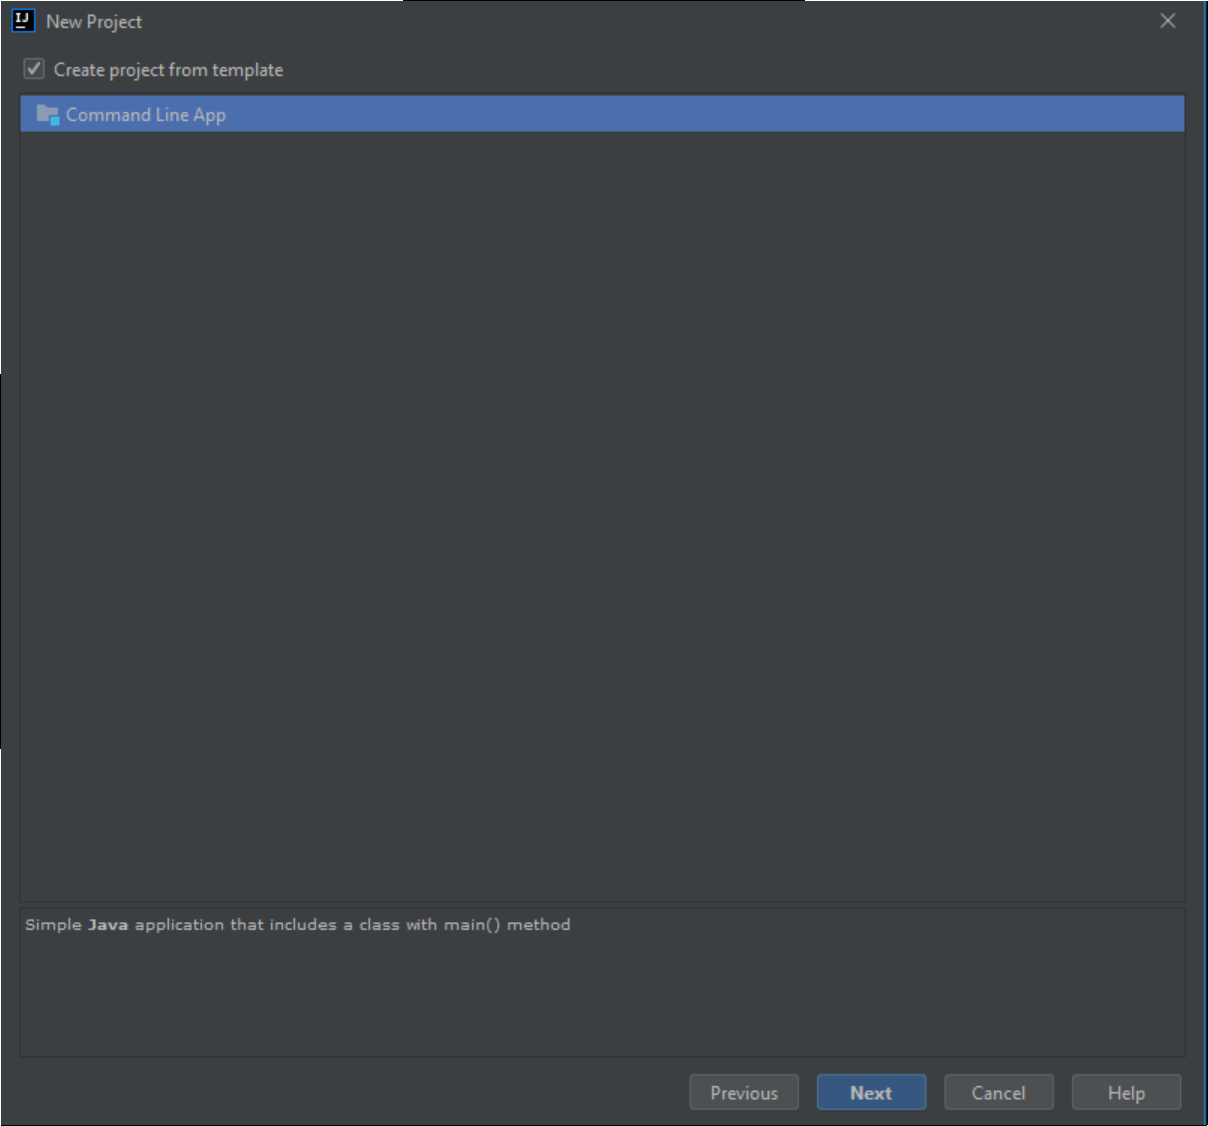 IJ
New Project
Create project from template
Command Line App
Simple Java application that includes a class with main() method
Previous Next Cancel Help